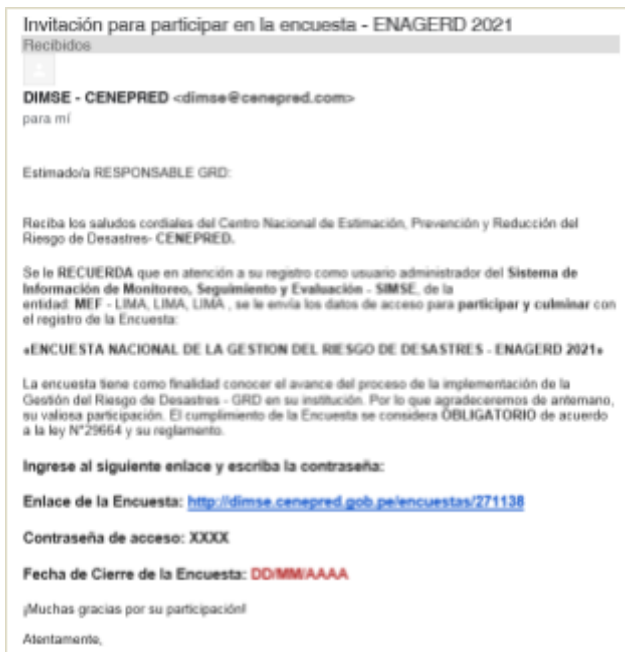 Invitación para participar en la encuesta - ENAGERD 2021
Recibidos
DIMSE - CENEPRED <dimse@cenepred.com>
para mí
Estimado/a RESPONSABLE GRD:
Reciba los saludos cordiales del Centro Nacional de Estimación, Prevención y Reducción del
Riesgo de Desastres- CENEPRED.
Se le RECUERDA que en atención a su registro como usuario administrador del Sistema de
Información de Monitoreo, Seguimiento y Evaluación - SIMSE, de la
entidad: MEF - LIMA, LIMA, LIMA , se le envía los datos de acceso para participar y culminar con
el registro de la Encuesta:
«ENCUESTA NACIONAL DE LA GESTION DEL RIESGO DE DESASTRES - ENAGERD 2021»
La encuesta tiene como finalidad conocer el avance del proceso de la implementación de la
Gestión del Riesgo de Desastres - GRD en su institución. Por lo que agradeceremos de antemano,
su valiosa participación. El cumplimiento de la Encuesta se considera OBLIGATORIO de acuerdo
a la ley N°29664 y su reglamento.
Ingrese al siguiente enlace y escriba la contraseña:
Enlace de la Encuesta: http://dimse.cenepred.gob.pe/encuestas/271138
Contraseña de acceso: XXXX
Fecha de Cierre de la Encuesta: DD/MM/AAAA
¡Muchas gracias por su participación!
Atentamente,